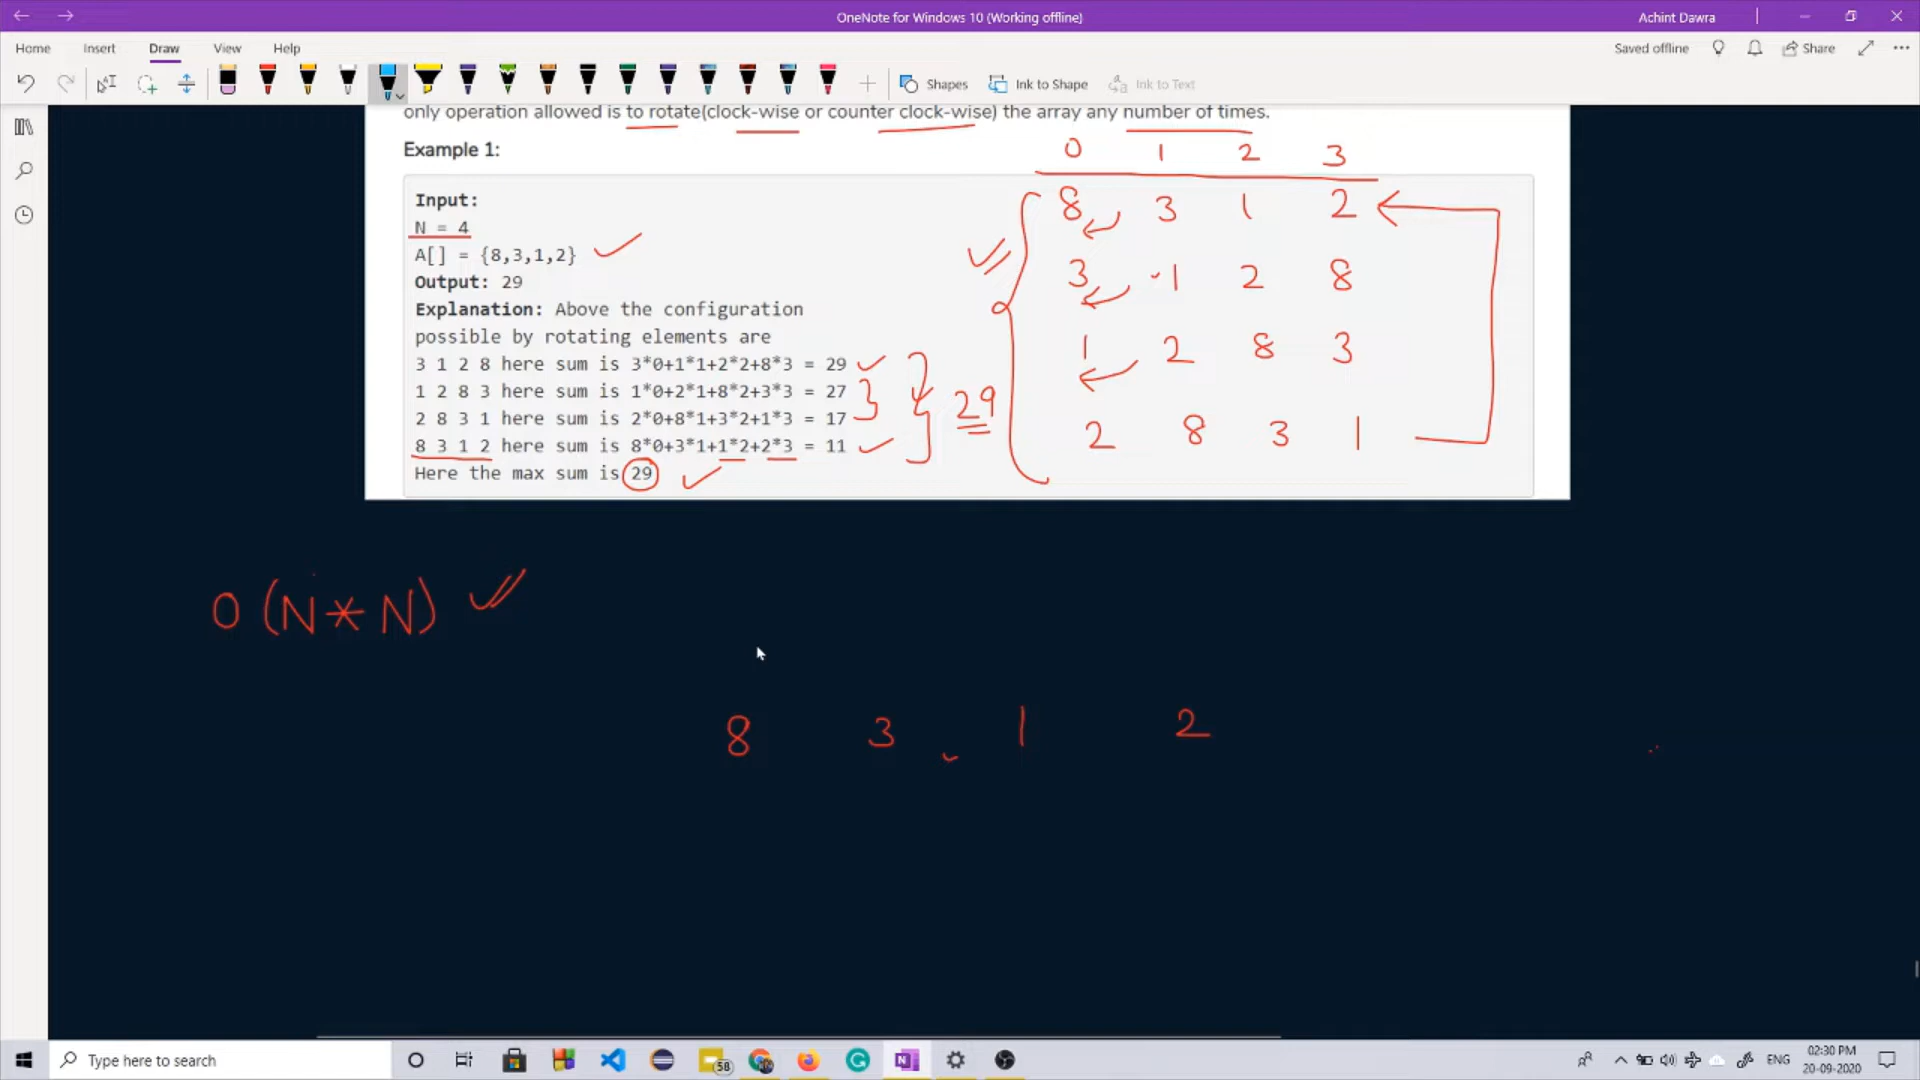 OneNote for Windows 10 (Working offline)
Achint Dawra
Home Insert Draw View Help
Saved offline Share
Shapes Ink to Shape Ink to Text
only operation allowed is to rotate(clock-wise or counter clock-wise) the array any number of times.
Example 1:
0 1 2 3
Input:
N = 4
A[] = {8,3,1,2}
Output: 29
Explanation: Above the configuration
possible by rotating elements are
3 1 2 8 here sum is 3*0+1*1+2*2+8*3 = 29
1 2 8 3 here sum is 1*0+2*1+8*2+3*3 = 27
2 8 3 1 here sum is 2*0+8*1+3*2+1*3 = 17
8 3 1 2 here sum is 8*0+3*1+1*2+2*3 = 11
Here the max sum is 29
29
8 3 1 2
3 1 2 8
1 2 8 3
2 8 3 1
O (N * N)
8 3 1 2
Type here to search
58
ENG
02:30 PM
20-09-2020